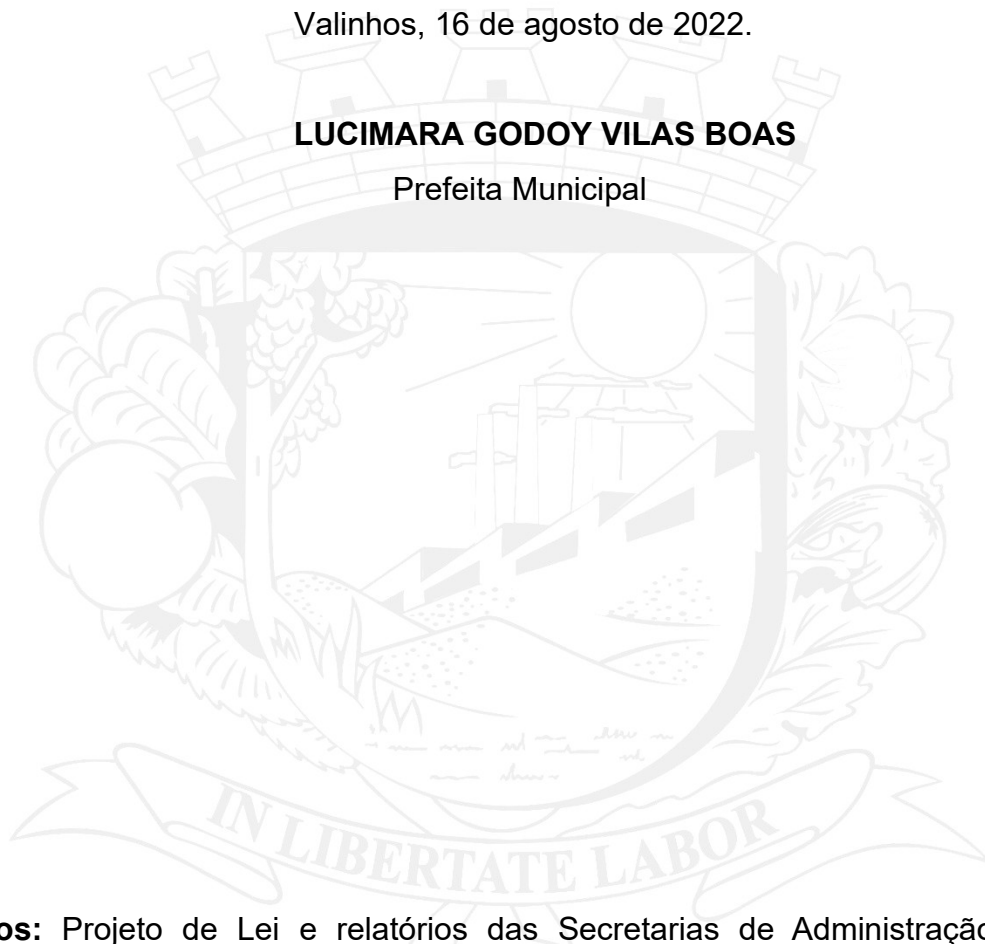 Valinhos, 16 de agosto de 2022.
LUCIMARA GODOY VILAS BOAS
Prefeita Municipal
IN LIBERTATE LABOR
os: Projeto de Lei e relatórios das Secretarias de Administração